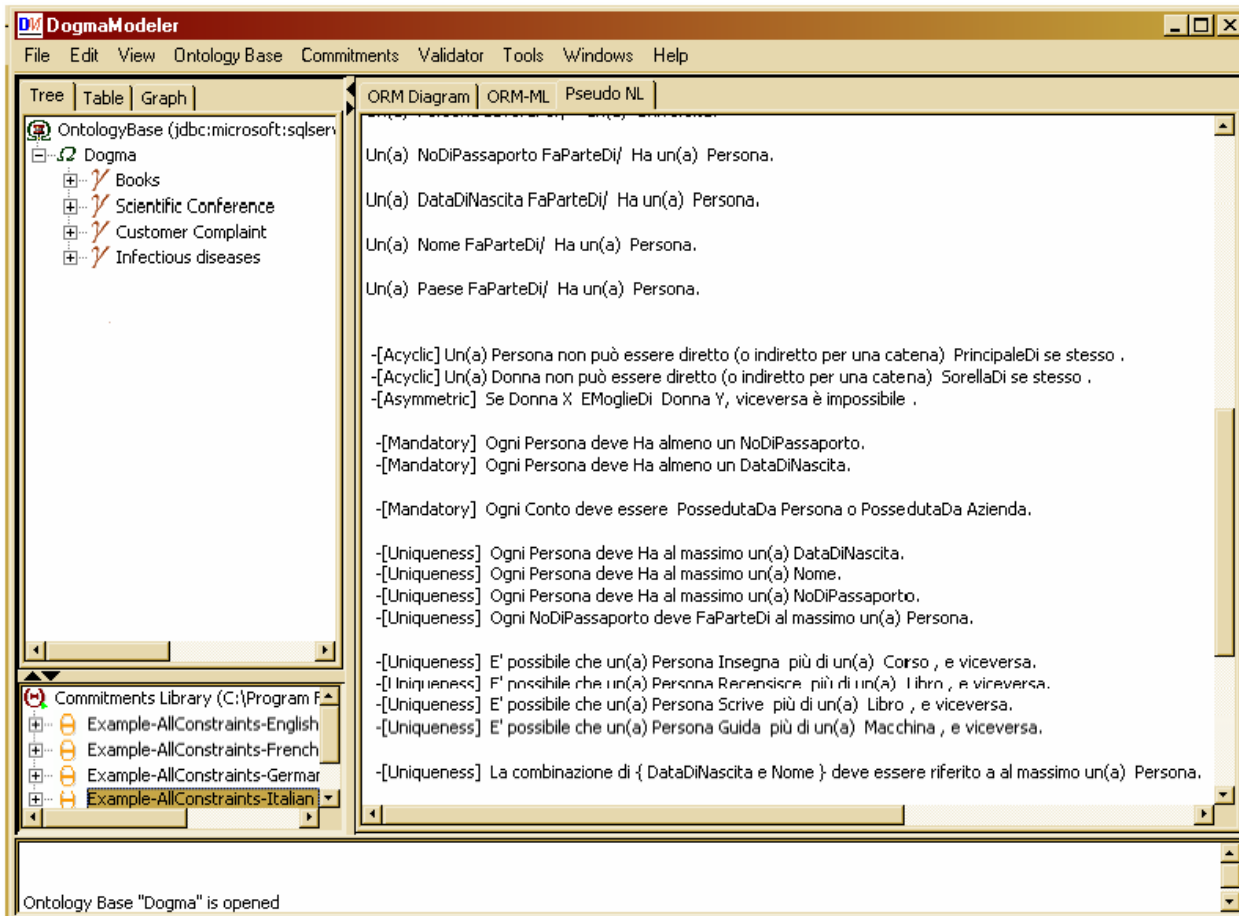 DogmaModeler
File Edit View Ontology Base Commitments Validator Tools Windows Help
Tree Table Graph
OntologyBase (jdbc:microsoft:sqlserv
Dogma
Books
Scientific Conference
Customer Complaint
Infectious diseases
Commitments Library (C:\Program F
Example-AllConstraints-English
Example-AllConstraints-French
Example-AllConstraints-German
Example-AllConstraints-Italian
ORM Diagram ORM-ML Pseudo NL
Un(a) NoDiPassaporto FaParteDi/ Ha un(a) Persona.
Un(a) DataDiNascita FaParteDi/ Ha un(a) Persona.
Un(a) Nome FaParteDi/ Ha un(a) Persona.
Un(a) Paese FaParteDi/ Ha un(a) Persona.
-[Acyclic] Un(a) Persona non può essere diretto (o indiretto per una catena) PrincipaleDi se stesso .
-[Acyclic] Un(a) Donna non può essere diretto (o indiretto per una catena) SorellaDi se stesso .
-[Asymmetric] Se Donna X EMoglieDi Donna Y, viceversa è impossibile .
-[Mandatory] Ogni Persona deve Ha almeno un NoDiPassaporto.
-[Mandatory] Ogni Persona deve Ha almeno un DataDiNascita.
-[Mandatory] Ogni Conto deve essere PossedutaDa Persona o PossedutaDa Azienda.
-[Uniqueness] Ogni Persona deve Ha al massimo un(a) DataDiNascita.
-[Uniqueness] Ogni Persona deve Ha al massimo un(a) Nome.
-[Uniqueness] Ogni Persona deve Ha al massimo un(a) NoDiPassaporto.
-[Uniqueness] Ogni NoDiPassaporto deve FaParteDi al massimo un(a) Persona.
-[Uniqueness] E' possibile che un(a) Persona Insegna più di un(a) Corso , e viceversa.
-[Uniqueness] E' possibile che un(a) Persona Recensisce più di un(a) Libro , e viceversa.
-[Uniqueness] E' possibile che un(a) Persona Scrive più di un(a) Libro , e viceversa.
-[Uniqueness] E' possibile che un(a) Persona Guida più di un(a) Macchina , e viceversa.
-[Uniqueness] La combinazione di { DataDiNascita e Nome } deve essere riferito a al massimo un(a) Persona.
Ontology Base "Dogma" is opened